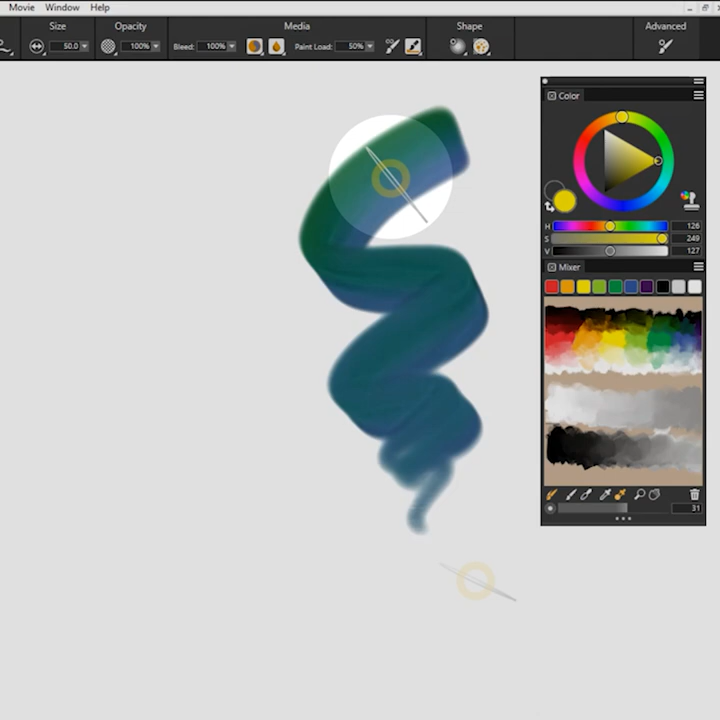 Movie Window Help
Size Opacity Media Shape Advanced
50.0 100% Bleed: 100% Paint Load: 50%
Color
H 126
S 249
V 127
Mixer
31